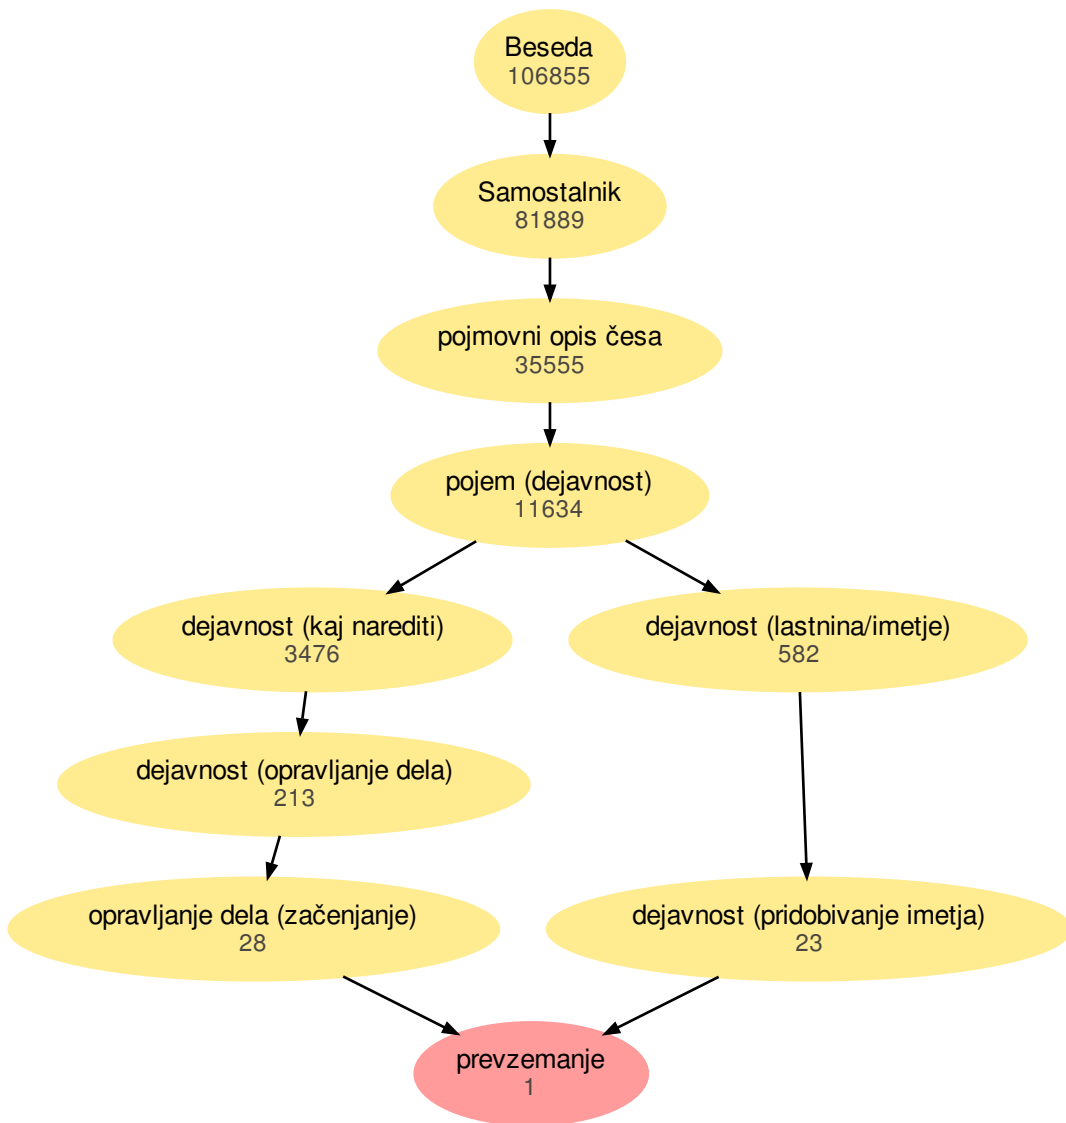 Beseda
106855
Samostalnik
81889
pojmovni opis česa
35555
pojem (dejavnost)
11634
dejavnost (kaj narediti)
3476
dejavnost (lastnina/imetje)
582
dejavnost (opravljanje dela)
213
opravljanje dela (začenjanje)
28
dejavnost (pridobivanje imetja)
23
prevzemanje
1